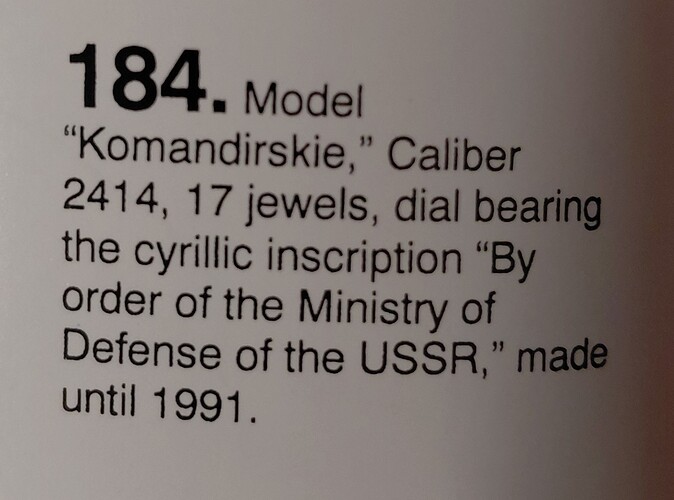 184. Model
“Komandirskie,” Caliber
2414, 17 jewels, dial bearing
the cyrillic inscription “By
order of the Ministry of
Defense of the USSR,” made
until 1991.